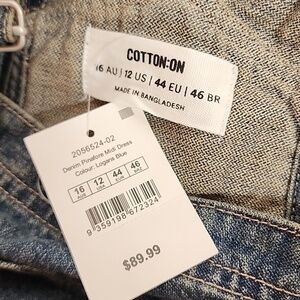 COTTON:ON
16 AU | 12 US | 44 EU | 46 BR
MADE IN BANGLADESH
2056524-02
Denim Pinafore Midi Dress
Colour: Logans Blue
16 12 44 46
9 359198 672324
$89.99